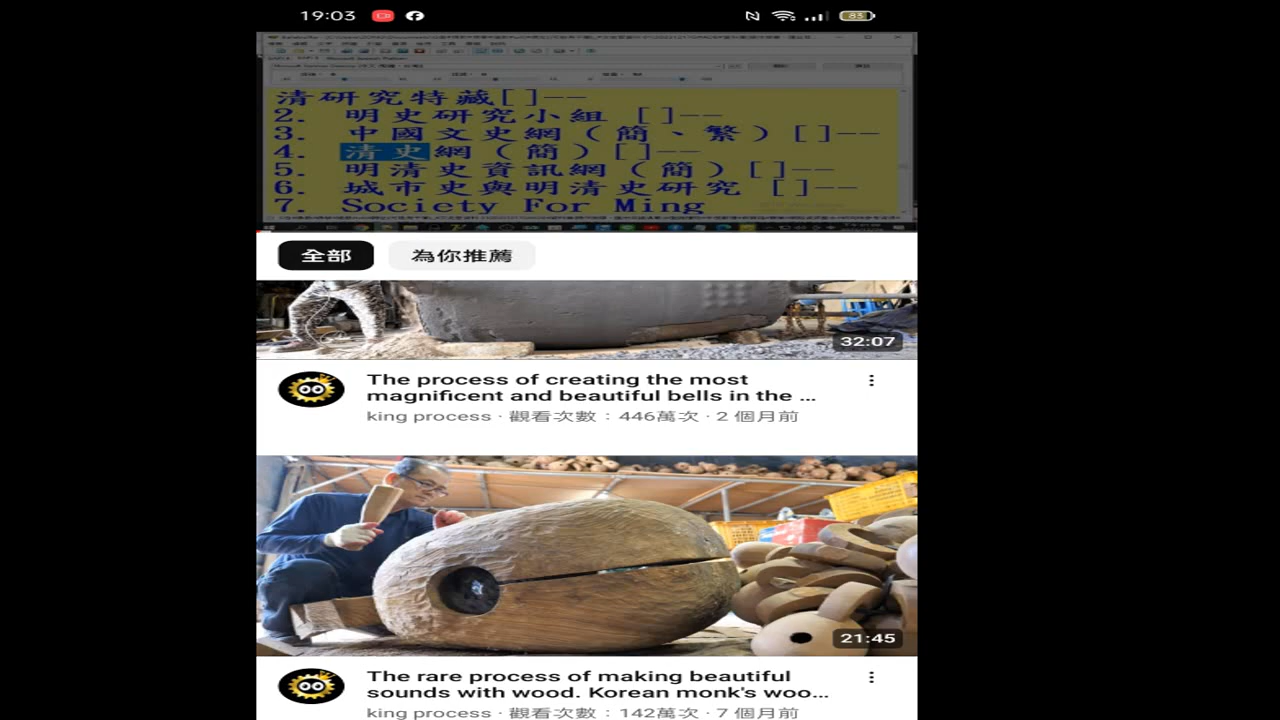 19:03
83
清研究特藏[]--
2. 明史研究小組 []--
3. 中國文史網（簡、繁）[]--
4. 清史網（簡）[]--
5. 明清史資訊網（簡）[]--
6. 城市史與明清史研究 []--
7. Society For Ming
全部
為你推薦
32:07
The process of creating the most
magnificent and beautiful bells in the ...
king process · 觀看次數：446萬次 · 2 個月前
21:45
The rare process of making beautiful
sounds with wood. Korean monk's woo...
king process · 觀看次數：142萬次 · 7 個月前